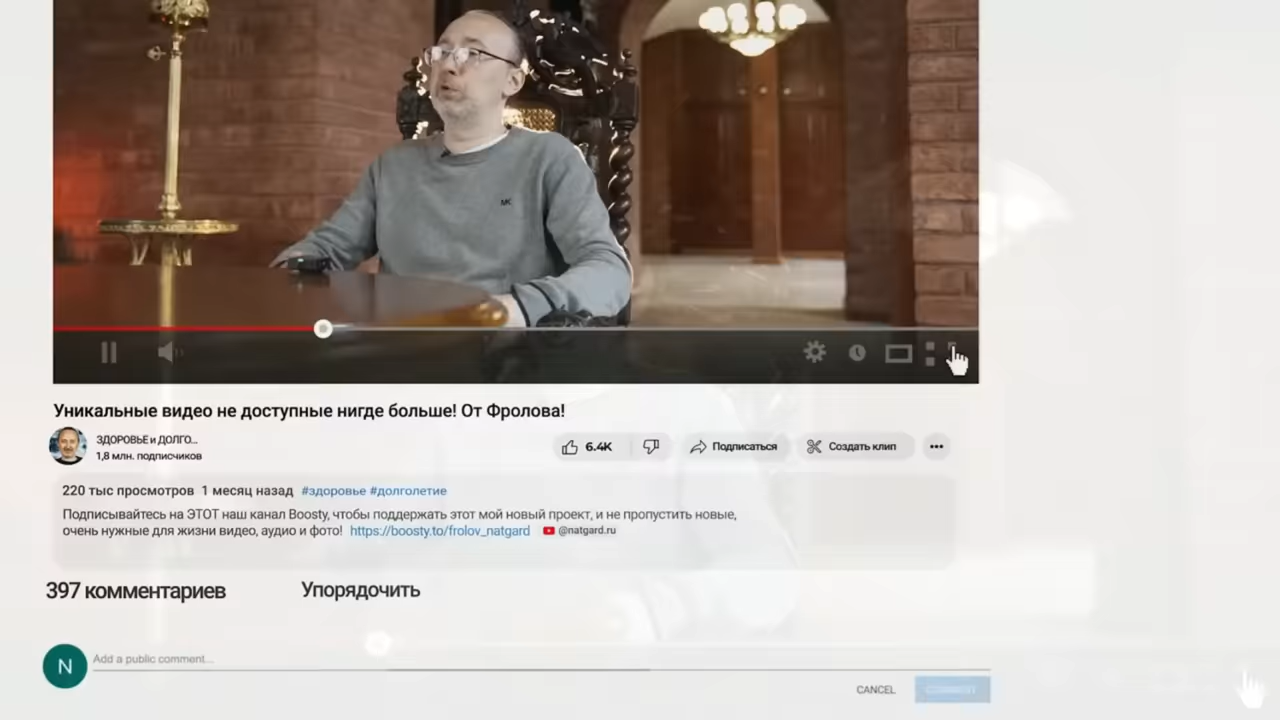 MK
Уникальные видео не доступные нигде больше! От Фролова!
ЗДОРОВЬЕ и ДОЛГО...
1,8 млн. подписчиков
6.4K
Подписаться
Создать клип
220 тыс просмотров 1 месяц назад #здоровье #долголетие
Подписывайтесь на ЭТОТ наш канал Boosty, чтобы поддержать этот мой новый проект, и не пропустить новые,
очень нужные для жизни видео, аудио и фото! https://boosty.to/frolov_natgard @natgard.ru
397 комментариев Упорядочить
N
Add a public comment...
CANCEL COMMENT